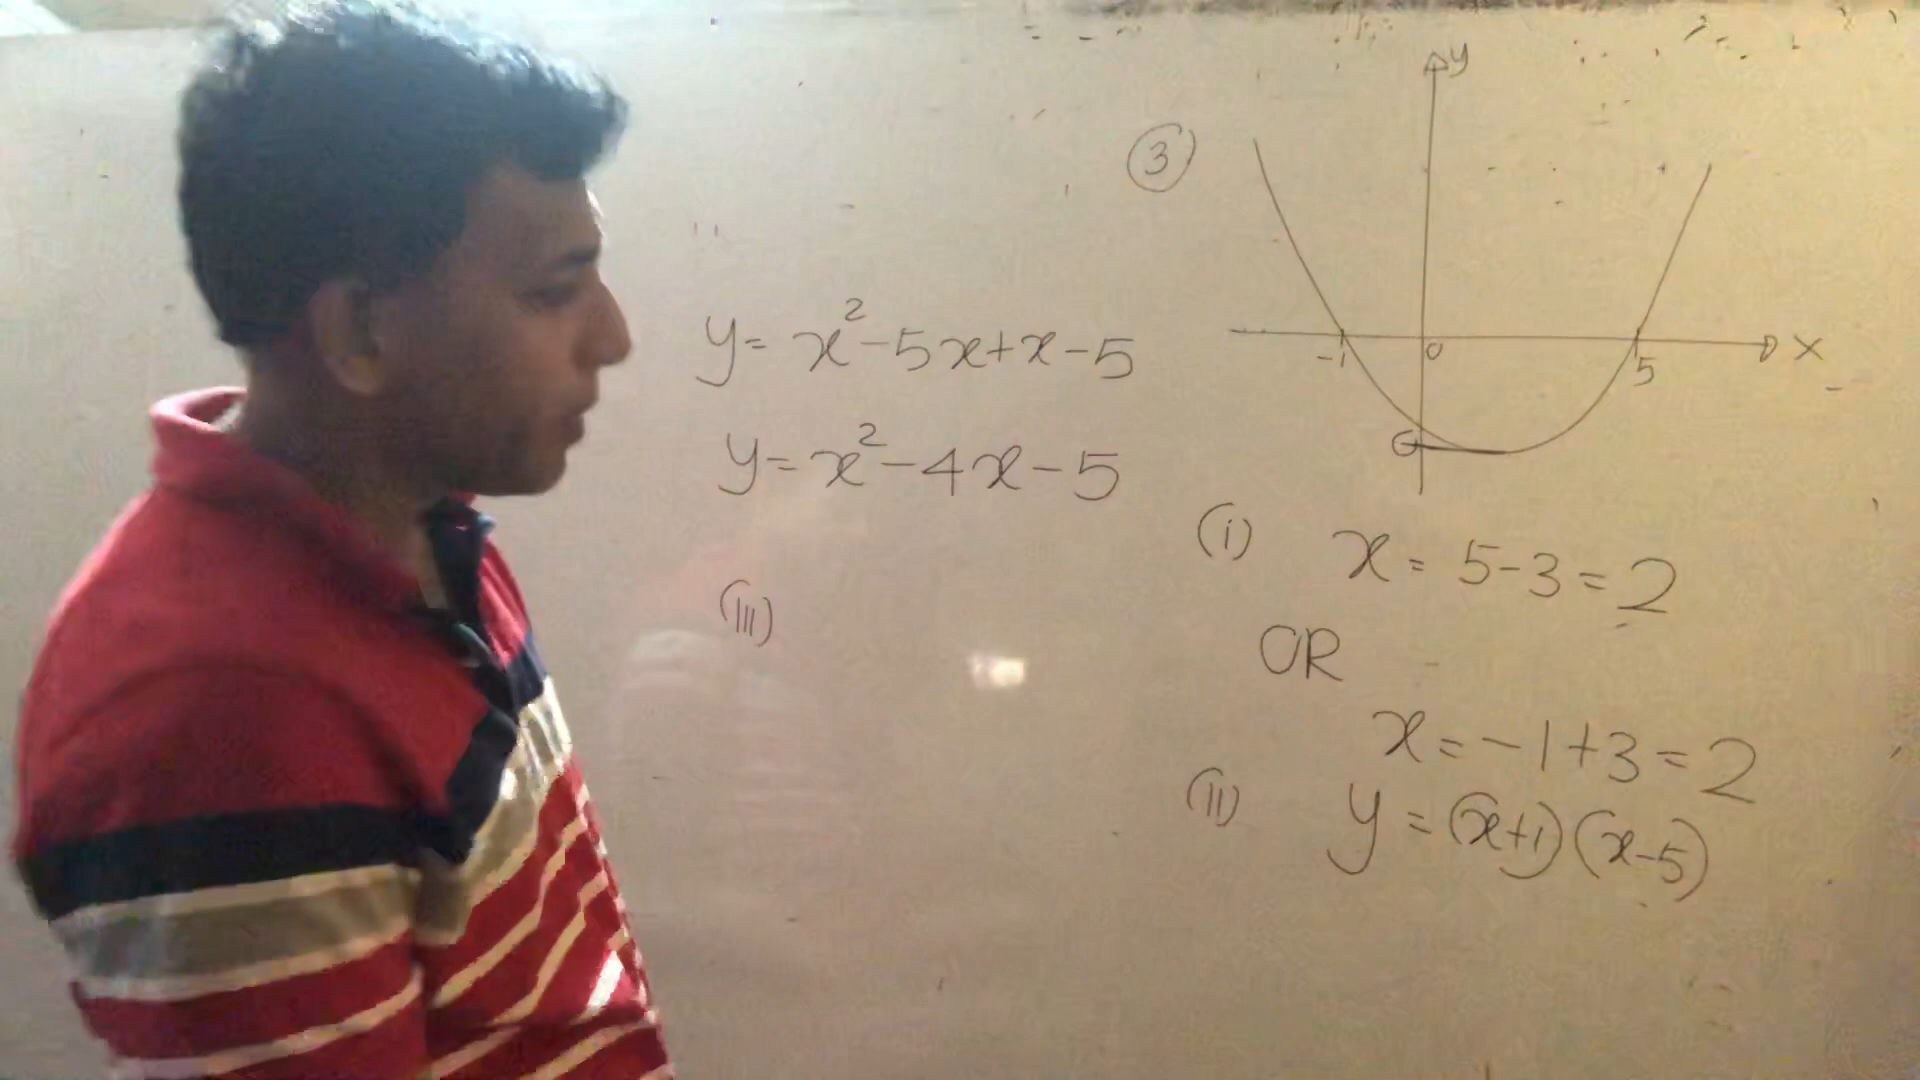 ③
y
-1 0 5 x
G
(i) x = 5-3 = 2
OR
x = -1+3 = 2
(ii) y = (x+1)(x-5)
y = x²-5x+x-5
y = x²-4x-5
(iii)